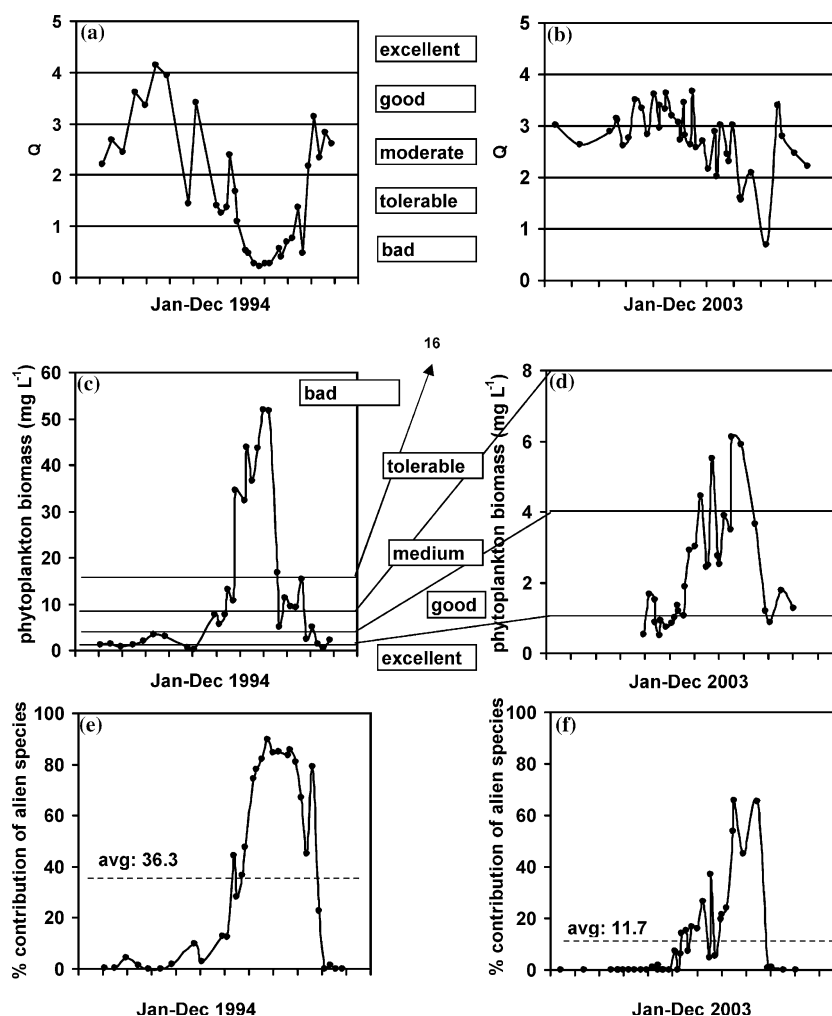 (a)
5
4
3
2
1
0
Q
Jan-Dec 1994
excellent
good
moderate
tolerable
bad
(b)
5
4
3
2
1
0
Q
Jan-Dec 2003
(c)
60
50
40
30
20
10
0
phytoplankton biomass (mg L-1)
Jan-Dec 1994
16
bad
tolerable
medium
good
excellent
(d)
8
6
4
2
0
phytoplankton biomass (mg L-1)
Jan-Dec 2003
(e)
100
80
60
40
20
0
% contribution of alien species
avg: 36.3
Jan-Dec 1994
(f)
100
80
60
40
20
0
% contribution of alien species
avg: 11.7
Jan-Dec 2003